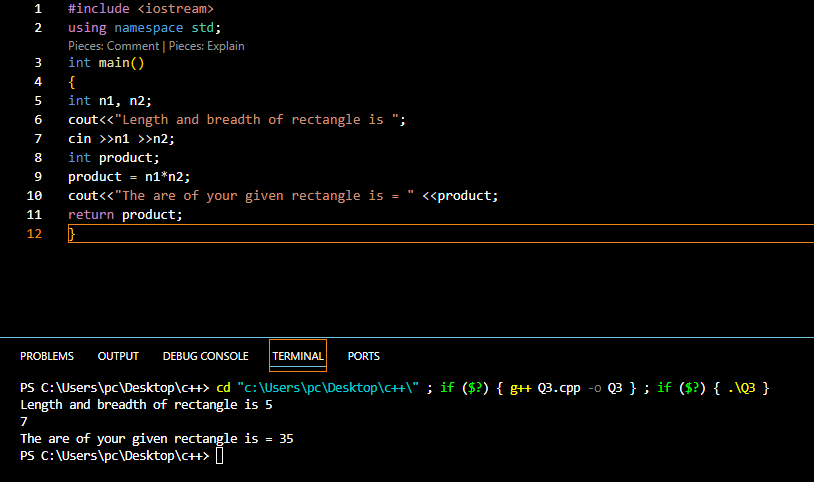 1 #include <iostream>
2 using namespace std;
Pieces: Comment | Pieces: Explain
3 int main()
4 {
5 int n1, n2;
6 cout<<"Length and breadth of rectangle is ";
7 cin >>n1 >>n2;
8 int product;
9 product = n1*n2;
10 cout<<"The are of your given rectangle is = " <<product;
11 return product;
12 }
PROBLEMS OUTPUT DEBUG CONSOLE TERMINAL PORTS
PS C:\Users\pc\Desktop\c++> cd "c:\Users\pc\Desktop\c++\" ; if ($?) { g++ Q3.cpp -o Q3 } ; if ($?) { .\Q3 }
Length and breadth of rectangle is 5
7
The are of your given rectangle is = 35
PS C:\Users\pc\Desktop\c++>